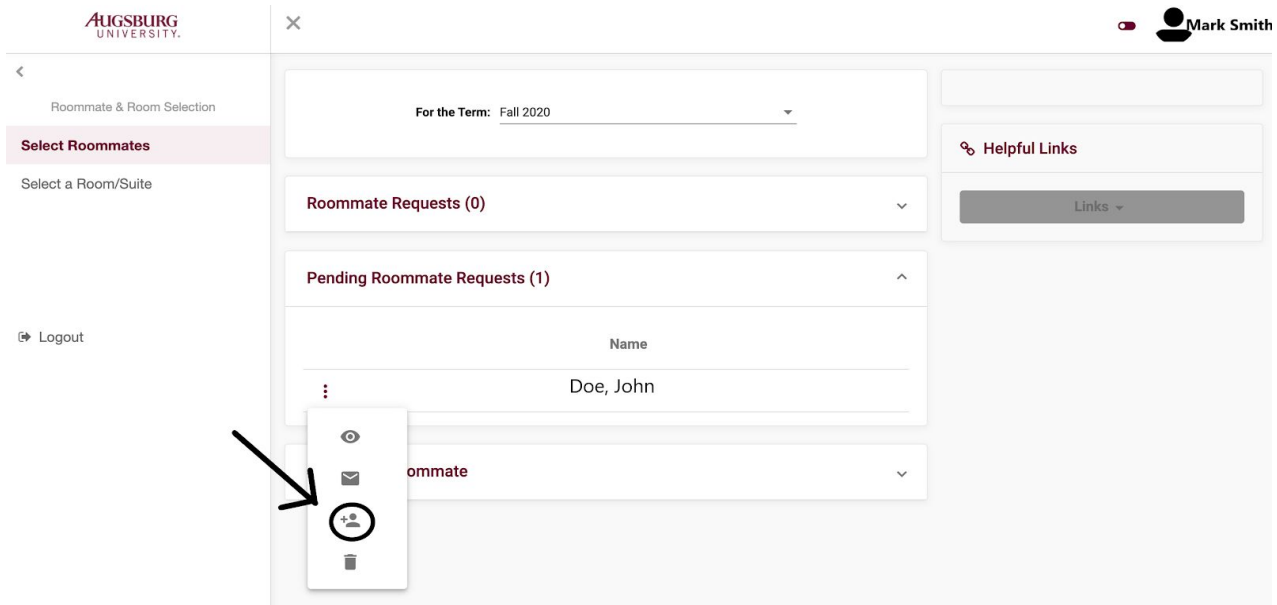 AUGSBURG
UNIVERSITY.
Mark Smith
Roommate & Room Selection
Select Roommates
Select a Room/Suite
Logout
For the Term: Fall 2020
Roommate Requests (0)
Pending Roommate Requests (1)
Name
Doe, John
ommate
Helpful Links
Links